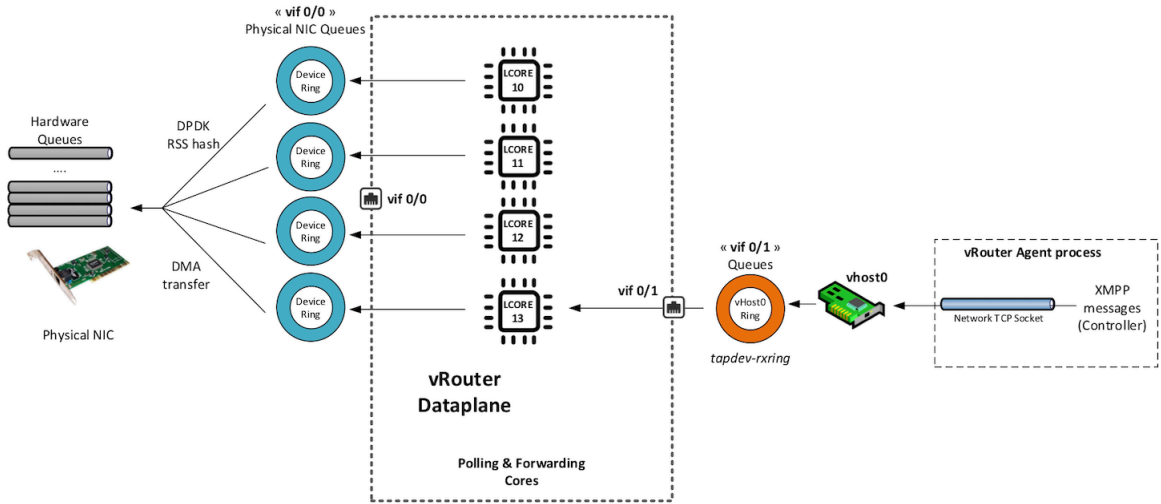 « vif 0/0 »
Physical NIC Queues
Device
Ring
LCORE
10
Hardware
Queues
....
DPDK
RSS hash
Device
Ring
LCORE
11
vif 0/0
Device
Ring
LCORE
12
DMA
transfer
Physical NIC
Device
Ring
LCORE
13
vif 0/1
« vif 0/1 »
Queues
vHost0
Ring
tapdev-rxring
vhost0
vRouter Agent process
Network TCP Socket
XMPP
messages
(Controller)
vRouter
Dataplane
Polling & Forwarding
Cores